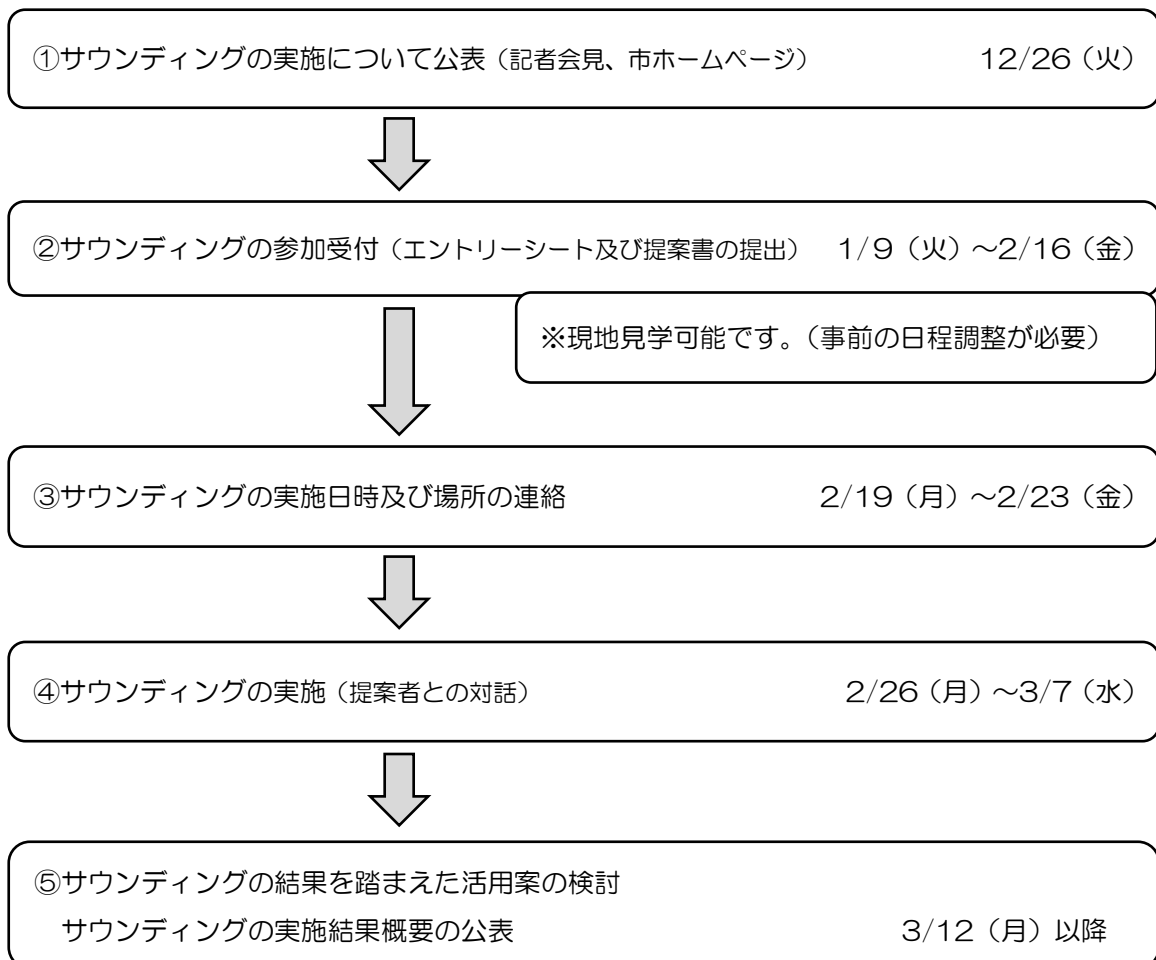 ①サウンディングの実施について公表（記者会見、市ホームページ） 12/26（火）
②サウンディングの参加受付（エントリーシート及び提案書の提出） 1/9（火）～2/16（金）
※現地見学可能です。（事前の日程調整が必要）
③サウンディングの実施日時及び場所の連絡 2/19（月）～2/23（金）
④サウンディングの実施（提案者との対話） 2/26（月）～3/7（水）
⑤サウンディングの結果を踏まえた活用案の検討
サウンディングの実施結果概要の公表 3/12（月）以降